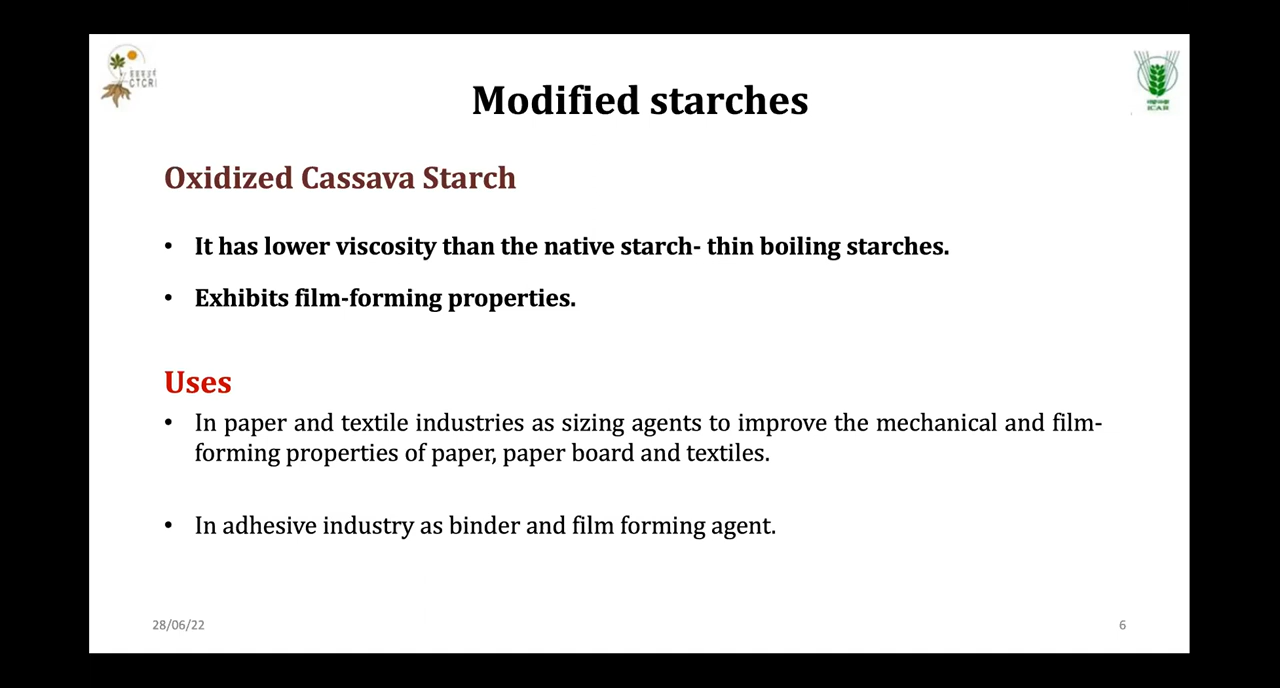 CTCRI
ICAR
Modified starches
Oxidized Cassava Starch
• It has lower viscosity than the native starch- thin boiling starches.
• Exhibits film-forming properties.
Uses
• In paper and textile industries as sizing agents to improve the mechanical and film-
forming properties of paper, paper board and textiles.
• In adhesive industry as binder and film forming agent.
28/06/22
6